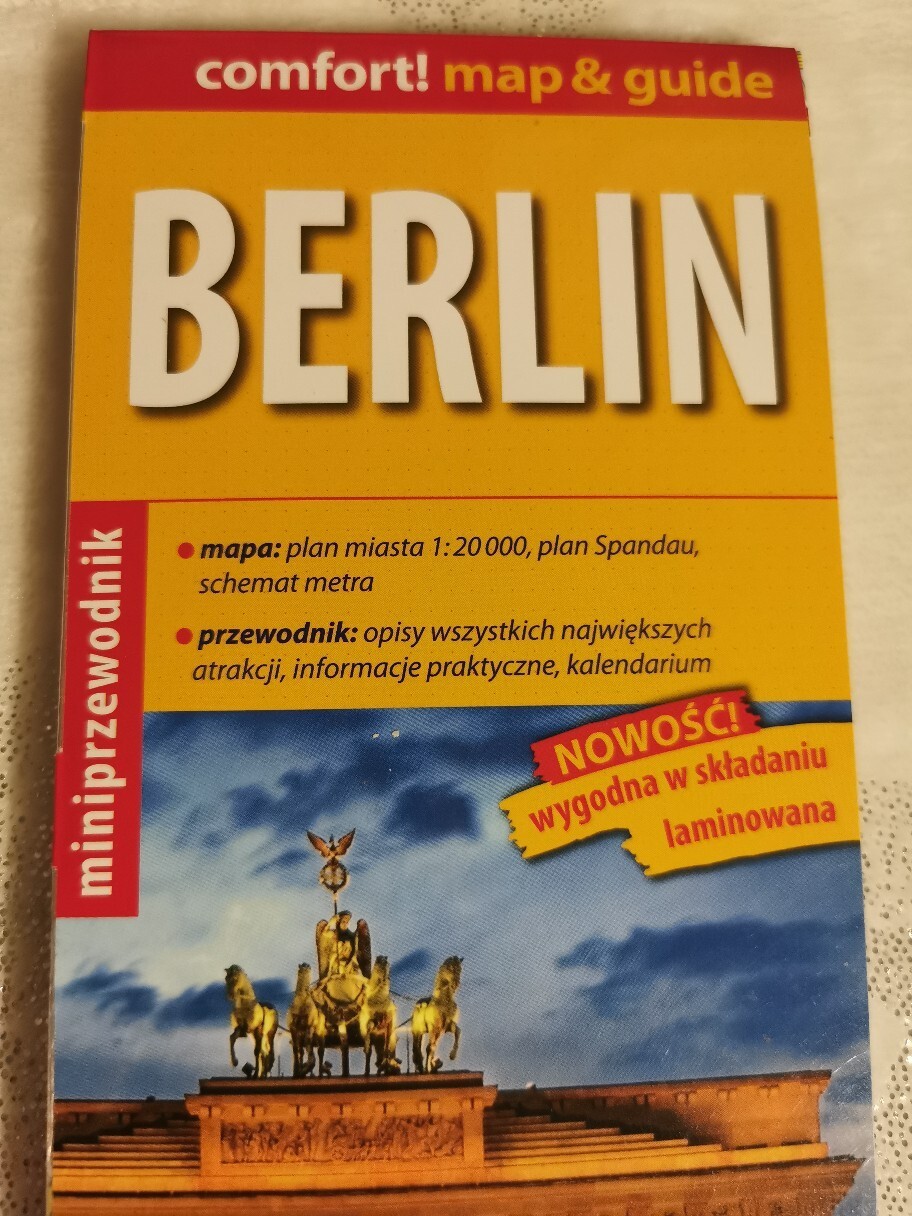 comfort! map & guide
BERLIN
miniprzewodnik
• mapa: plan miasta 1:20 000, plan Spandau,
schemat metra
• przewodnik: opisy wszystkich największych
atrakcji, informacje praktyczne, kalendarium
NOWOŚĆ!
wygodna w składaniu
laminowana